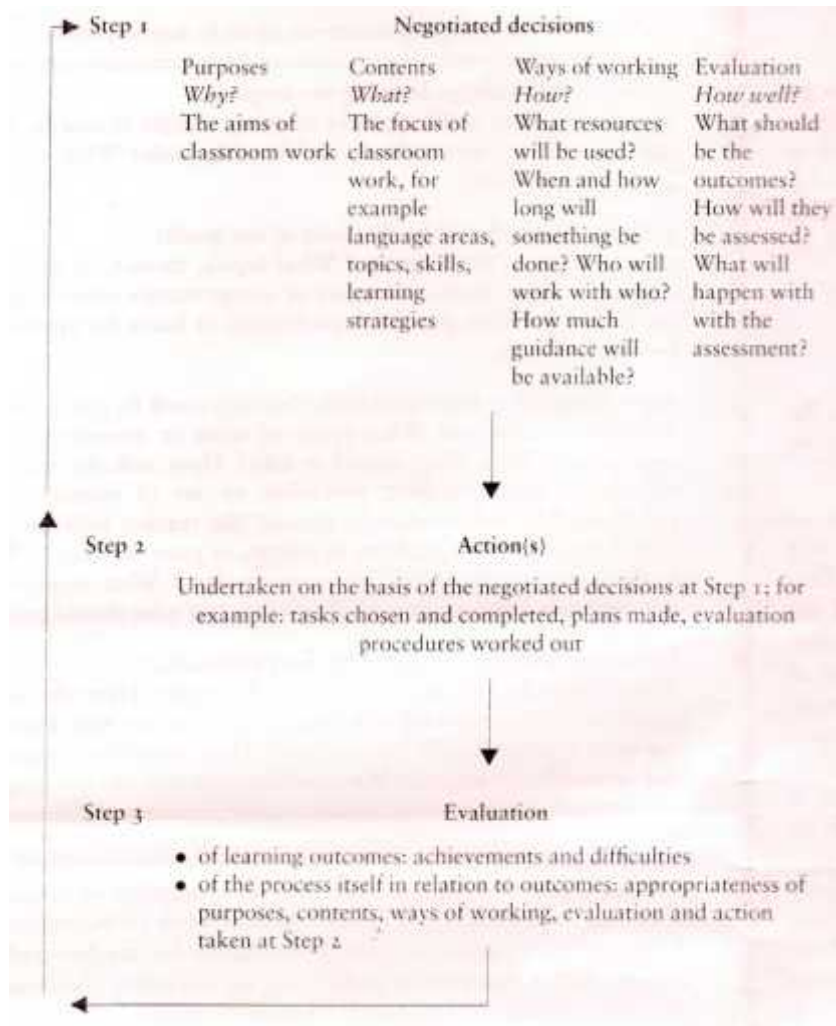 Step 1 Negotiated decisions
Purposes
Why?
The aims of
classroom work
Contents
What?
The focus of
classroom
work, for
example
language areas,
topics, skills,
learning
strategies
Ways of working
How?
What resources
will be used?
When and how
long will
something be
done? Who will
work with who?
How much
guidance will
be available?
Evaluation
How well?
What should
be the
outcomes?
How will they
be assessed?
What will
happen with
with the
assessment?
Step 2 Action(s)
Undertaken on the basis of the negotiated decisions at Step 1; for
example: tasks chosen and completed, plans made, evaluation
procedures worked out
Step 3 Evaluation
• of learning outcomes: achievements and difficulties
• of the process itself in relation to outcomes: appropriateness of
purposes, contents, ways of working, evaluation and action
taken at Step 2